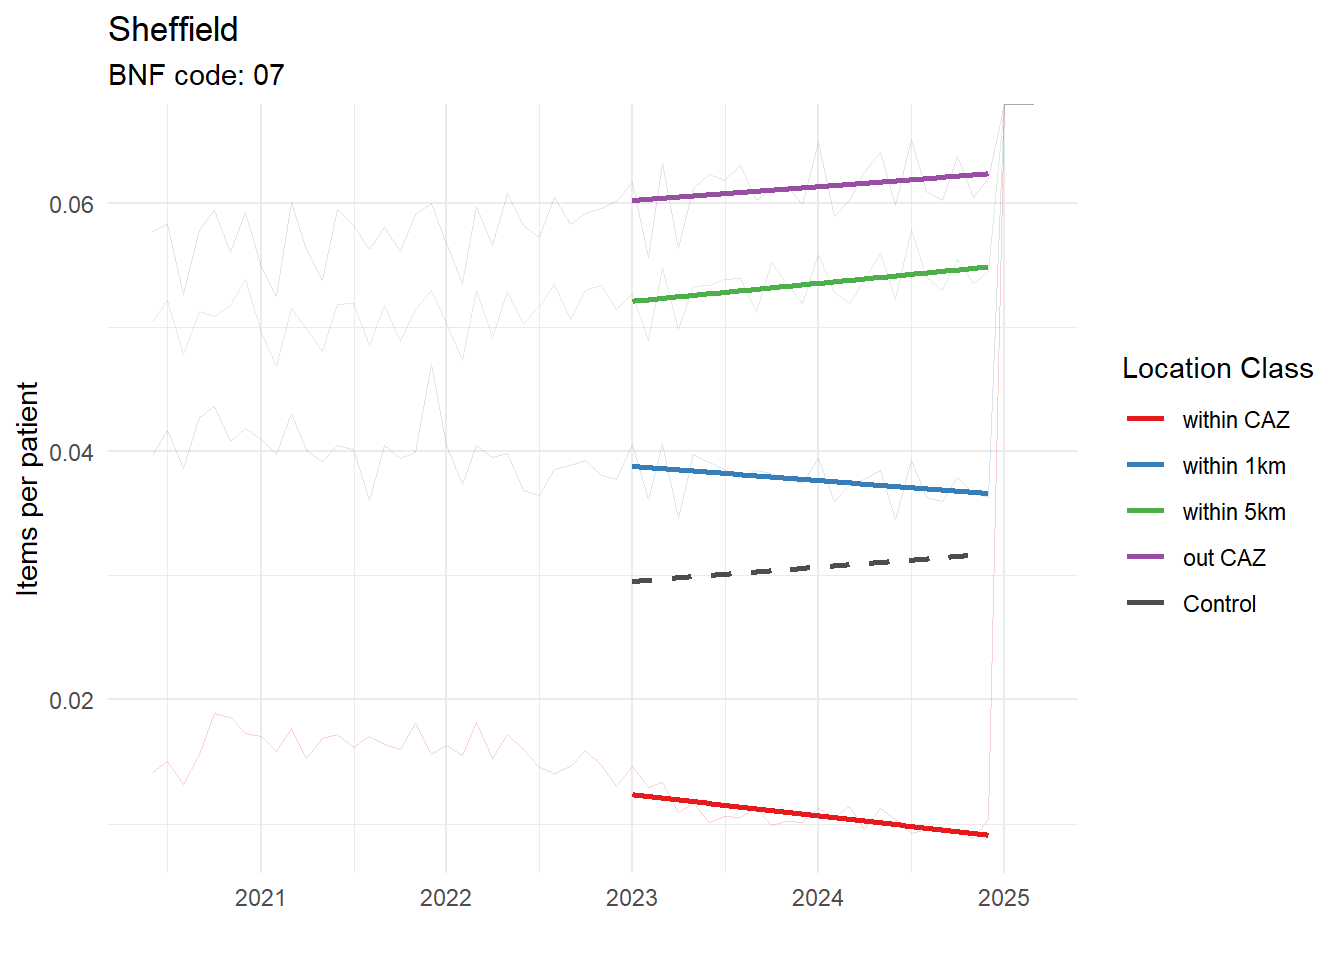 Sheffield
BNF code: 07
Items per patient
0.06
0.04
0.02
2021
2022
2023
2024
2025
Location Class
within CAZ
within 1km
within 5km
out CAZ
Control